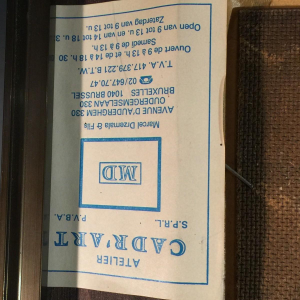 ATELIER
CADR'ART
S.P.R.L. P.V.B.A.
MD
Marcel Drzemala & Fils
AVENUE D'AUDERGHEM 330
OUDERGEMSELAAN 330
BRUXELLES 1040 BRUSSEL
☎ 02/647.70.47
T.V.A. 417.379.221 B.T.W.
Ouvert de 9 à 13 h. et de 14 à 18 h. 30
Samedi de 9 à 13 h.
Open van 9 tot 13 u. en van 14 tot 18 u. 3
Zaterdag van 9 tot 13 u.